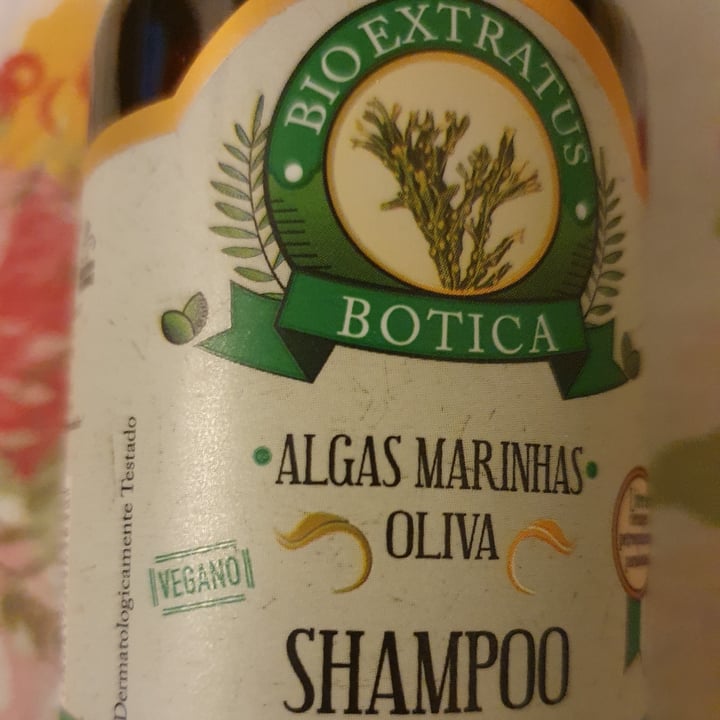 BIO EXTRATUS
BOTICA
ALGAS MARINHAS
OLIVA
VEGANO
SHAMPOO
Dermatologicamente Testado